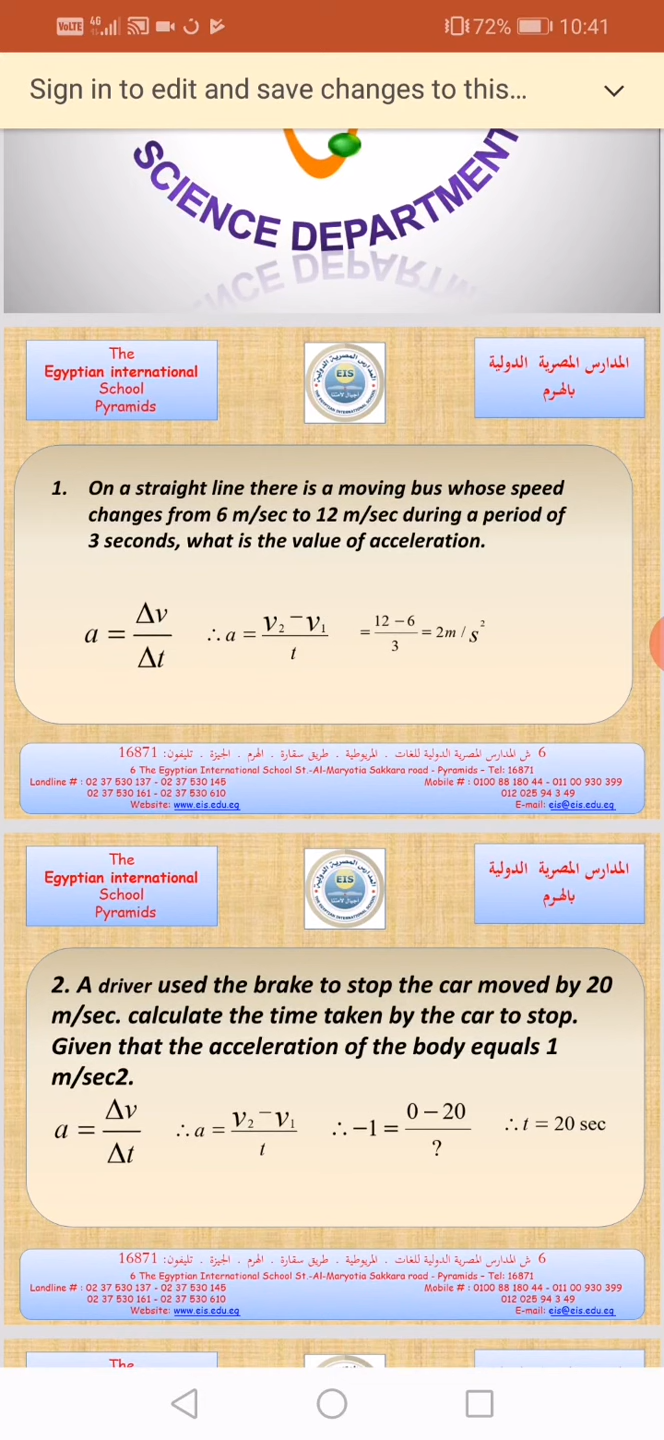 VoLTE 4G 72% 10:41
Sign in to edit and save changes to this...
SCIENCE DEPARTMENT
The
Egyptian international
School
Pyramids
EIS
المدارس المصرية الدولية
بالهرم
1. On a straight line there is a moving bus whose speed
changes from 6 m/sec to 12 m/sec during a period of
3 seconds, what is the value of acceleration.
a = Δv/Δt ∴ a = (v₂ − v₁)/t = (12 − 6)/3 = 2m / s²
6 ش المدارس المصرية الدولية للغات . المريوطية . طريق سقارة . الهرم . الجيزة . تليفون: 16871
6 The Egyptian International School St.-Al-Maryotia Sakkara road - Pyramids – Tel: 16871
Landline # : 02 37 530 137 - 02 37 530 145 Mobile # : 0100 88 180 44 - 011 00 930 399
02 37 530 161 - 02 37 530 610 012 025 94 3 49
Website: www.eis.edu.eg E-mail: eis@eis.edu.eg
The
Egyptian international
School
Pyramids
EIS
المدارس المصرية الدولية
بالهرم
2. A driver used the brake to stop the car moved by 20
m/sec. calculate the time taken by the car to stop.
Given that the acceleration of the body equals 1
m/sec2.
a = Δv/Δt ∴ a = (v₂ − v₁)/t ∴ −1 = (0 − 20)/? ∴ t = 20 sec
6 ش المدارس المصرية الدولية للغات . المريوطية . طريق سقارة . الهرم . الجيزة . تليفون: 16871
6 The Egyptian International School St.-Al-Maryotia Sakkara road - Pyramids – Tel: 16871
Landline # : 02 37 530 137 - 02 37 530 145 Mobile # : 0100 88 180 44 - 011 00 930 399
02 37 530 161 - 02 37 530 610 012 025 94 3 49
Website: www.eis.edu.eg E-mail: eis@eis.edu.eg
The